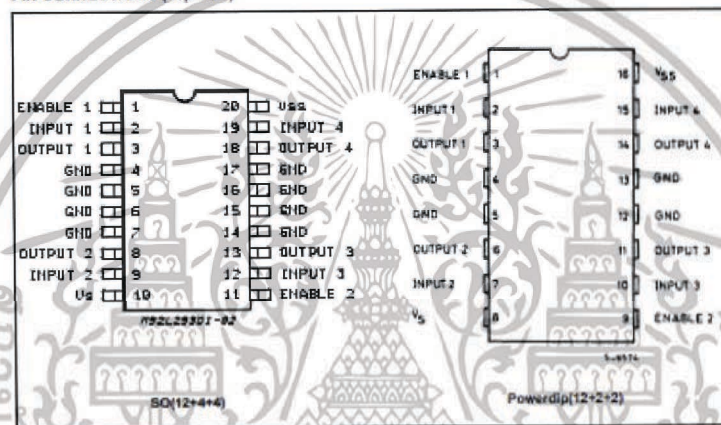 ENABLE 1 1 20 Vss
INPUT 1 2 19 INPUT 4
OUTPUT 1 3 18 OUTPUT 4
GND 4 17 GND
GND 5 16 GND
GND 6 15 GND
GND 7 14 GND
OUTPUT 2 8 13 OUTPUT 3
INPUT 2 9 12 INPUT 3
Vs 10 11 ENABLE 2
M92L293D1-02
SO(12+4+4)
ENABLE 1 1 16 VSS
INPUT 1 2 15 INPUT 4
OUTPUT 1 3 14 OUTPUT 4
GND 4 13 GND
GND 5 12 GND
OUTPUT 2 6 11 OUTPUT 3
INPUT 2 7 10 INPUT 3
VS 8 9 ENABLE 2
Powerdip(12+2+2)